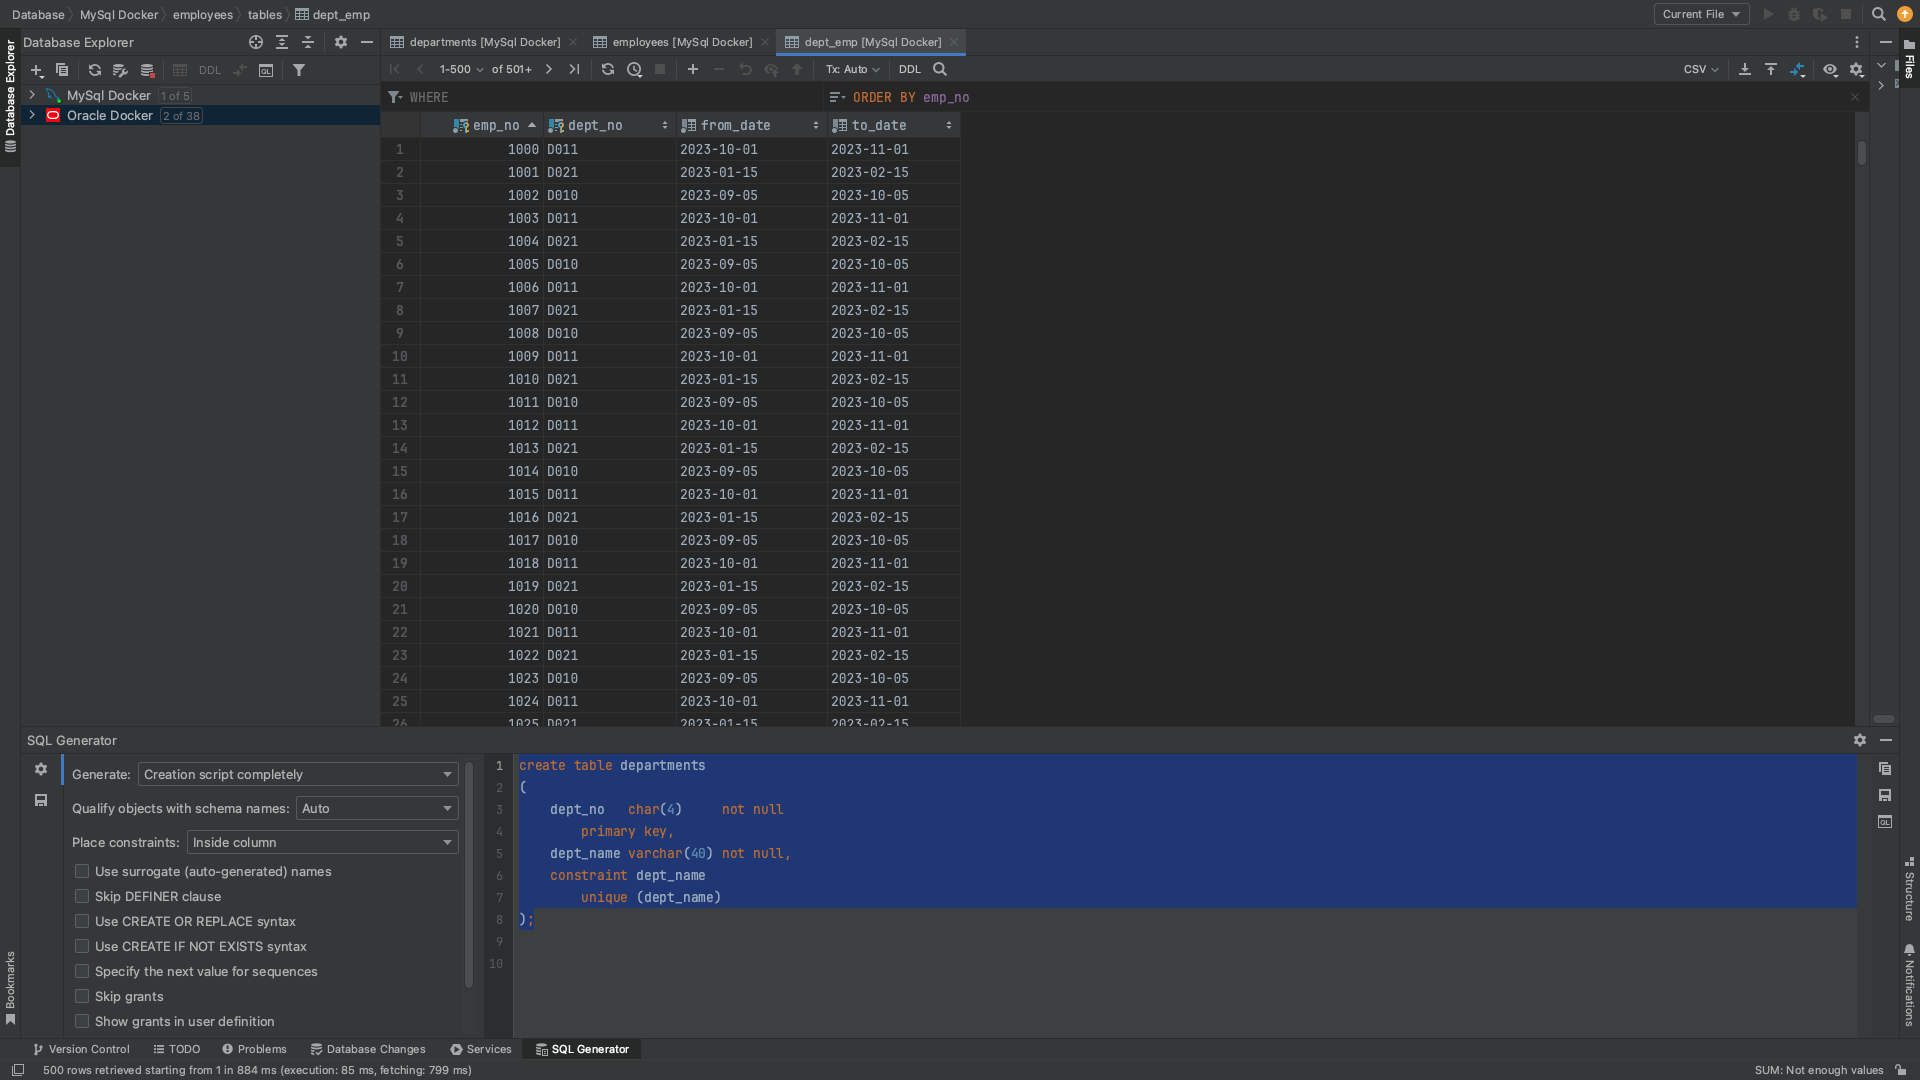 Database MySql Docker employees tables dept_emp
Current File
Database Explorer
departments [MySql Docker] employees [MySql Docker] dept_emp [MySql Docker]
DDL
1-500 of 501+ Tx: Auto DDL CSV
MySql Docker 1 of 5
Oracle Docker 2 of 38
WHERE ORDER BY emp_no
emp_no dept_no from_date to_date
1 1000 D011 2023-10-01 2023-11-01
2 1001 D021 2023-01-15 2023-02-15
3 1002 D010 2023-09-05 2023-10-05
4 1003 D011 2023-10-01 2023-11-01
5 1004 D021 2023-01-15 2023-02-15
6 1005 D010 2023-09-05 2023-10-05
7 1006 D011 2023-10-01 2023-11-01
8 1007 D021 2023-01-15 2023-02-15
9 1008 D010 2023-09-05 2023-10-05
10 1009 D011 2023-10-01 2023-11-01
11 1010 D021 2023-01-15 2023-02-15
12 1011 D010 2023-09-05 2023-10-05
13 1012 D011 2023-10-01 2023-11-01
14 1013 D021 2023-01-15 2023-02-15
15 1014 D010 2023-09-05 2023-10-05
16 1015 D011 2023-10-01 2023-11-01
17 1016 D021 2023-01-15 2023-02-15
18 1017 D010 2023-09-05 2023-10-05
19 1018 D011 2023-10-01 2023-11-01
20 1019 D021 2023-01-15 2023-02-15
21 1020 D010 2023-09-05 2023-10-05
22 1021 D011 2023-10-01 2023-11-01
23 1022 D021 2023-01-15 2023-02-15
24 1023 D010 2023-09-05 2023-10-05
25 1024 D011 2023-10-01 2023-11-01
26 1025 D021 2023-01-15 2023-02-15
Database Explorer
Bookmarks
Files
Structure
Notifications
SQL Generator
Generate: Creation script completely
Qualify objects with schema names: Auto
Place constraints: Inside column
Use surrogate (auto-generated) names
Skip DEFINER clause
Use CREATE OR REPLACE syntax
Use CREATE IF NOT EXISTS syntax
Specify the next value for sequences
Skip grants
Show grants in user definition
1 create table departments
2 (
3 dept_no char(4) not null
4 primary key,
5 dept_name varchar(40) not null,
6 constraint dept_name
7 unique (dept_name)
8 );
9
10
Version Control TODO Problems Database Changes Services SQL Generator
500 rows retrieved starting from 1 in 884 ms (execution: 85 ms, fetching: 799 ms)
SUM: Not enough values